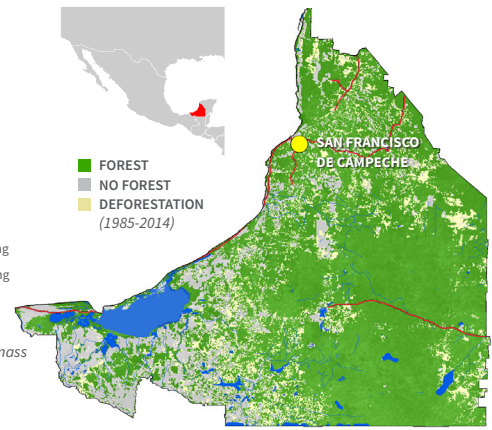 SAN FRANCISCO
DE CAMPECHE
FOREST
NO FOREST
DEFORESTATION
(1985-2014)